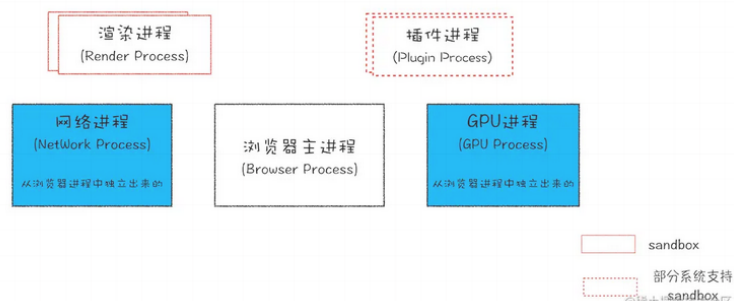 渲染进程
(Render Process)
插件进程
(Plugin Process)
网络进程
(NetWork Process)
从浏览器进程中独立出来的
浏览器主进程
(Browser Process)
GPU进程
(GPU Process)
从浏览器进程中独立出来的
sandbox
部分系统支持
sandbox